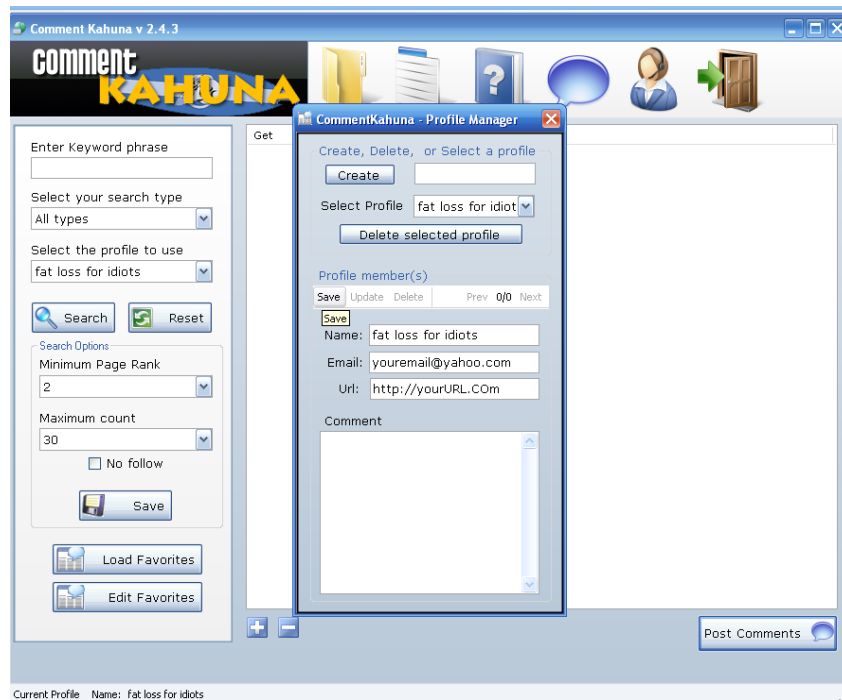 Comment Kahuna v 2.4.3
comment
KAHUNA
?
Enter Keyword phrase
Select your search type
All types
Select the profile to use
fat loss for idiots
Search
Reset
Search Options
Minimum Page Rank
2
Maximum count
30
No follow
Save
Load Favorites
Edit Favorites
Get
CommentKahuna - Profile Manager
Create, Delete, or Select a profile
Create
Select Profile fat loss for idiot
Delete selected profile
Profile member(s)
Save Update Delete Prev 0/0 Next
Save
Name: fat loss for idiots
Email: youremail@yahoo.com
Url: http://yourURL.COm
Comment
Post Comments
Current Profile Name: fat loss for idiots